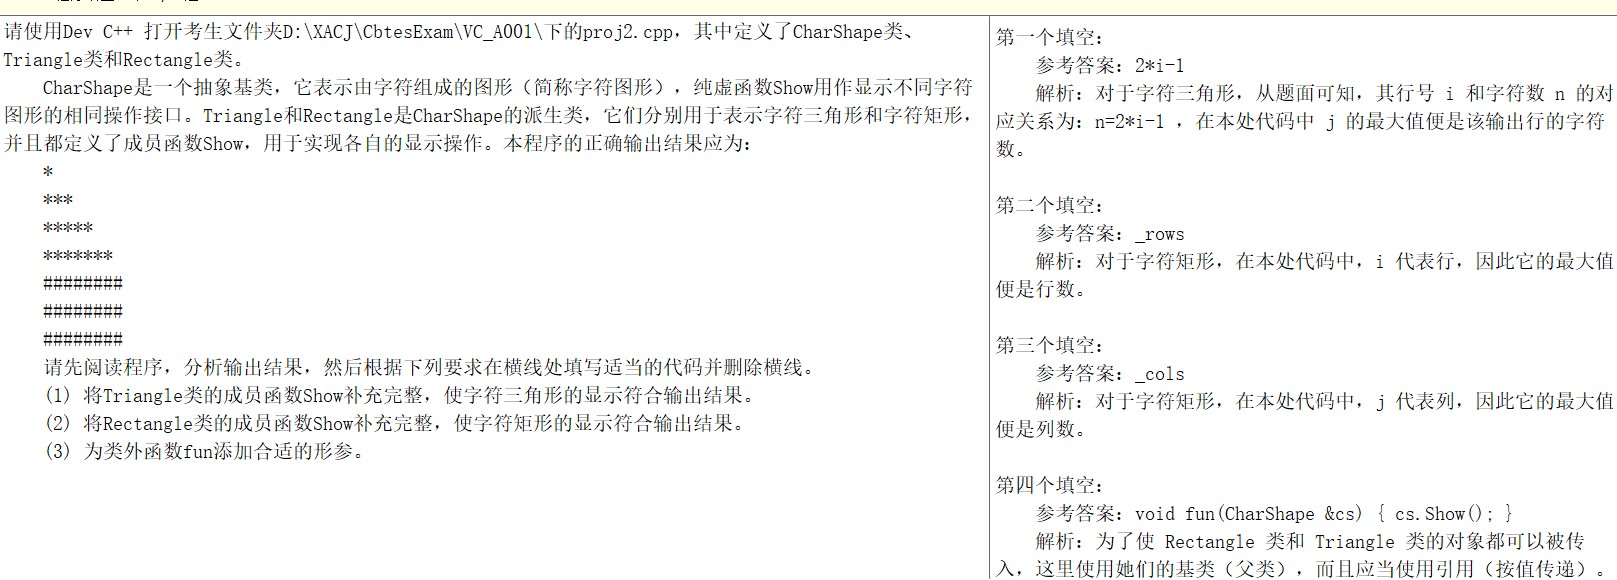 请使用Dev C++ 打开考生文件夹D:\XACJ\CbtesExam\VC_A001\下的proj2.cpp，其中定义了CharShape类、
Triangle类和Rectangle类。
CharShape是一个抽象基类，它表示由字符组成的图形（简称字符图形），纯虚函数Show用作显示不同字符
图形的相同操作接口。Triangle和Rectangle是CharShape的派生类，它们分别用于表示字符三角形和字符矩形，
并且都定义了成员函数Show，用于实现各自的显示操作。本程序的正确输出结果应为：
*
***
*****
*******
########
########
########
请先阅读程序，分析输出结果，然后根据下列要求在横线处填写适当的代码并删除横线。
(1) 将Triangle类的成员函数Show补充完整，使字符三角形的显示符合输出结果。
(2) 将Rectangle类的成员函数Show补充完整，使字符矩形的显示符合输出结果。
(3) 为类外函数fun添加合适的形参。
第一个填空：
参考答案：2*i-1
解析：对于字符三角形，从题面可知，其行号 i 和字符数 n 的对
应关系为：n=2*i-1 ，在本处代码中 j 的最大值便是该输出行的字符
数。
第二个填空：
参考答案：_rows
解析：对于字符矩形，在本处代码中，i 代表行，因此它的最大值
便是行数。
第三个填空：
参考答案：_cols
解析：对于字符矩形，在本处代码中，j 代表列，因此它的最大值
便是列数。
第四个填空：
参考答案：void fun(CharShape &cs) { cs.Show(); }
解析：为了使 Rectangle 类和 Triangle 类的对象都可以被传
入，这里使用她们的基类（父类），而且应当使用引用（按值传递）。